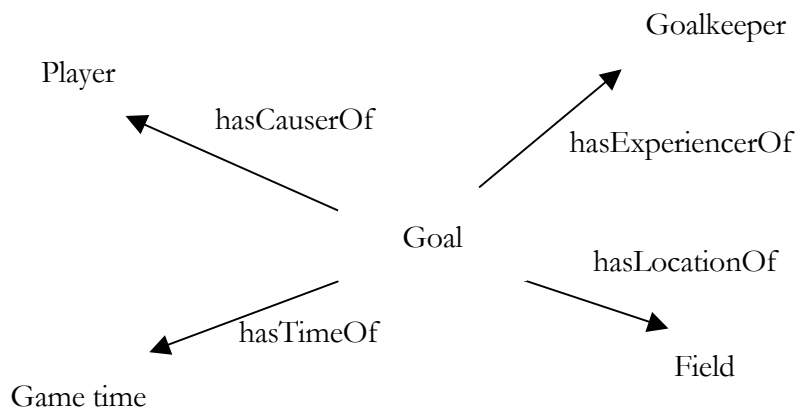 Goalkeeper
Player
hasCauserOf
hasExperiencerOf
Goal
hasLocationOf
hasTimeOf
Field
Game time